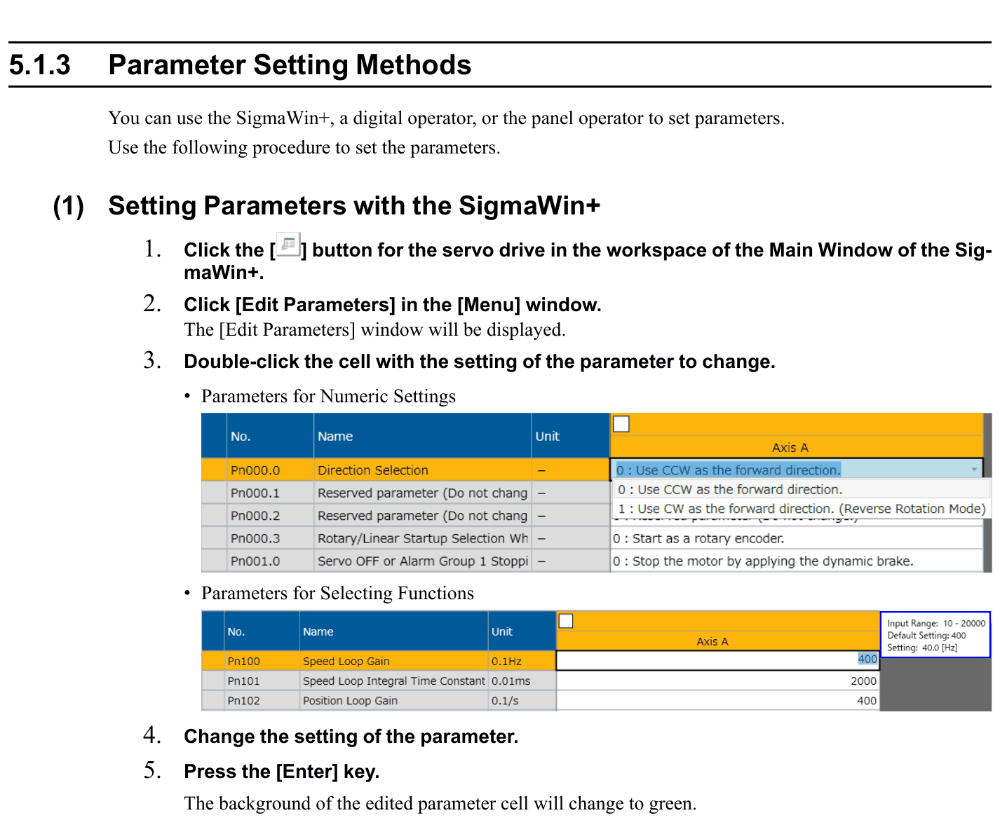 5.1.3 Parameter Setting Methods
You can use the SigmaWin+, a digital operator, or the panel operator to set parameters.
Use the following procedure to set the parameters.
(1) Setting Parameters with the SigmaWin+
1. Click the [ ] button for the servo drive in the workspace of the Main Window of the Sig-
maWin+.
2. Click [Edit Parameters] in the [Menu] window.
The [Edit Parameters] window will be displayed.
3. Double-click the cell with the setting of the parameter to change.
• Parameters for Numeric Settings
No. Name Unit
Axis A
Pn000.0 Direction Selection – 0 : Use CCW as the forward direction.
0 : Use CCW as the forward direction.
Pn000.1 Reserved parameter (Do not chang –
1 : Use CW as the forward direction. (Reverse Rotation Mode)
Pn000.2 Reserved parameter (Do not chang –
Pn000.3 Rotary/Linear Startup Selection Wh – 0 : Start as a rotary encoder.
Pn001.0 Servo OFF or Alarm Group 1 Stoppi – 0 : Stop the motor by applying the dynamic brake.
• Parameters for Selecting Functions
No. Name Unit
Axis A
Input Range: 10 - 20000
Default Setting: 400
Setting: 40.0 [Hz]
Pn100 Speed Loop Gain 0.1Hz 400
Pn101 Speed Loop Integral Time Constant 0.01ms 2000
Pn102 Position Loop Gain 0.1/s 400
4. Change the setting of the parameter.
5. Press the [Enter] key.
The background of the edited parameter cell will change to green.